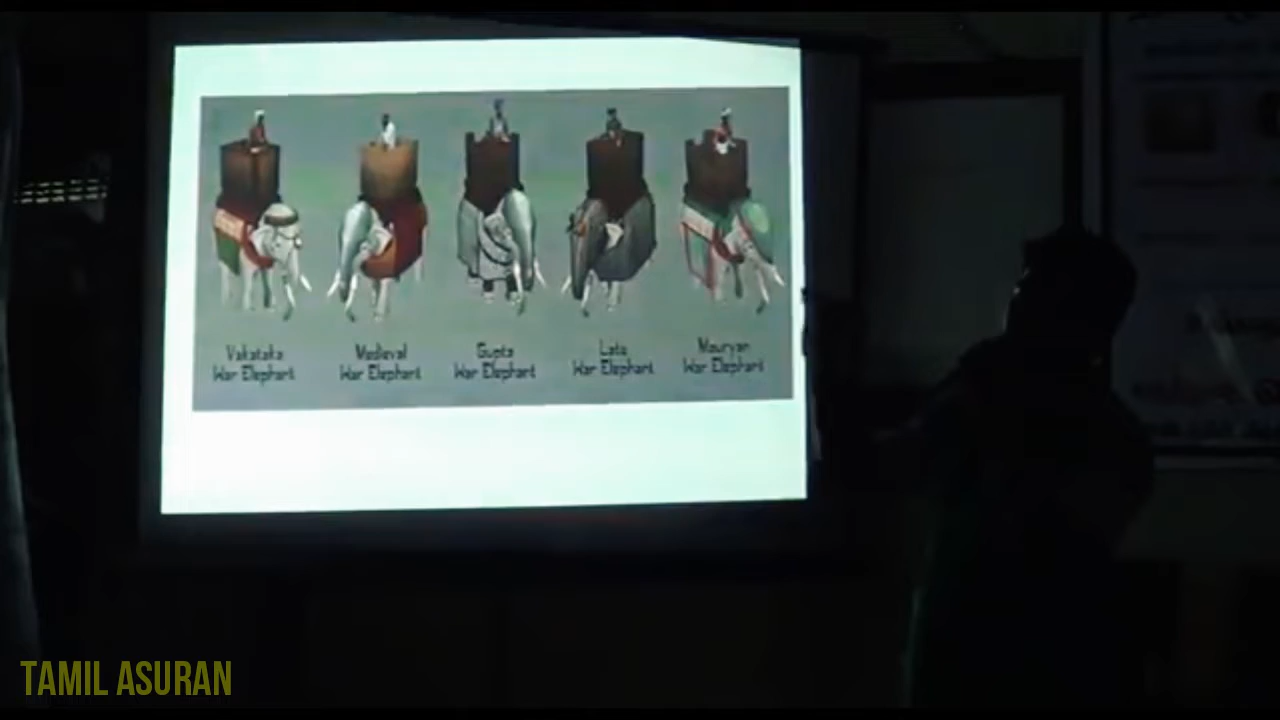 Vakataka
War Elephant
Medieval
War Elephant
Gupta
War Elephant
Late
War Elephant
Mauryan
War Elephant
TAMIL ASURAN